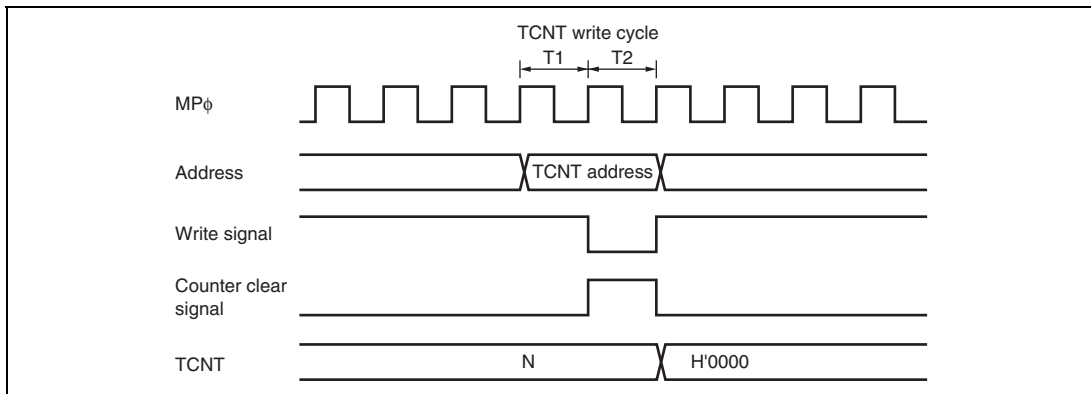 TCNT write cycle
T1 T2
MPϕ
Address
TCNT address
Write signal
Counter clear
signal
TCNT
N
H'0000